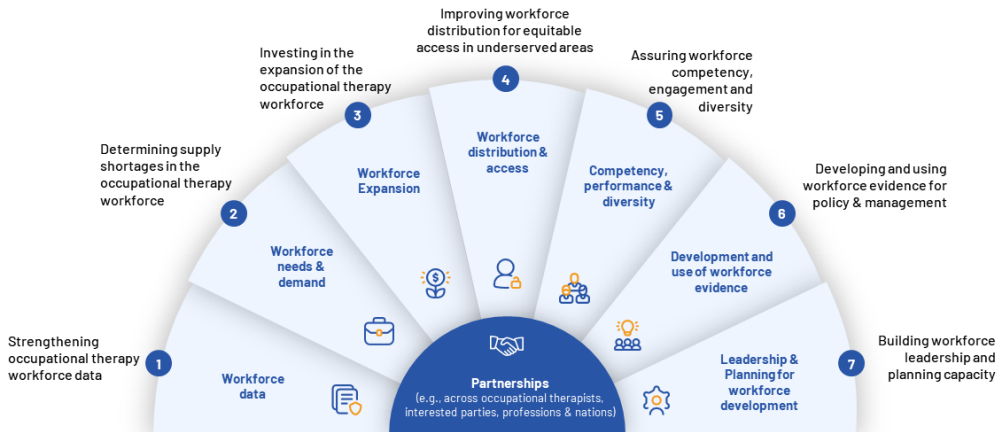 Improving workforce
distribution for equitable
access in underserved areas
4
Investing in the
expansion of the
occupational therapy
workforce
3
Assuring workforce
competency,
engagement and
diversity
5
Determining supply
shortages in the
occupational therapy
workforce
2
Developing and using
workforce evidence for
policy & management
6
Strengthening
occupational therapy
workforce data
1
Building workforce
leadership and
planning capacity
7
Workforce
data
Workforce
needs &
demand
Workforce
Expansion
Workforce
distribution &
access
Competency,
performance &
diversity
Development and
use of workforce
evidence
Leadership &
Planning for
workforce
development
Partnerships
(e.g., across occupational therapists,
interested parties, professions & nations)